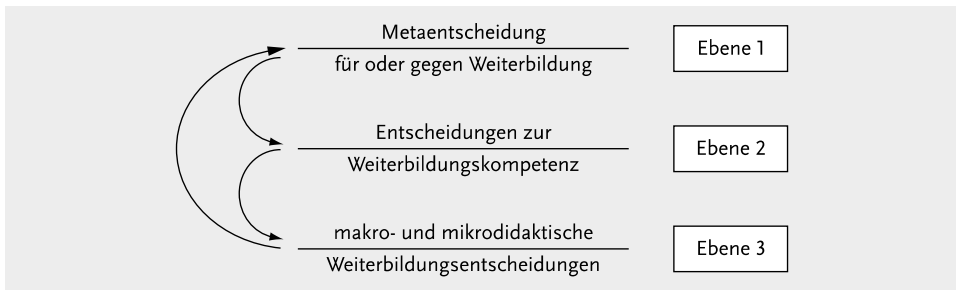 Metaentscheidung
für oder gegen Weiterbildung
Ebene 1
Entscheidungen zur
Weiterbildungskompetenz
Ebene 2
makro- und mikrodidaktische
Weiterbildungsentscheidungen
Ebene 3